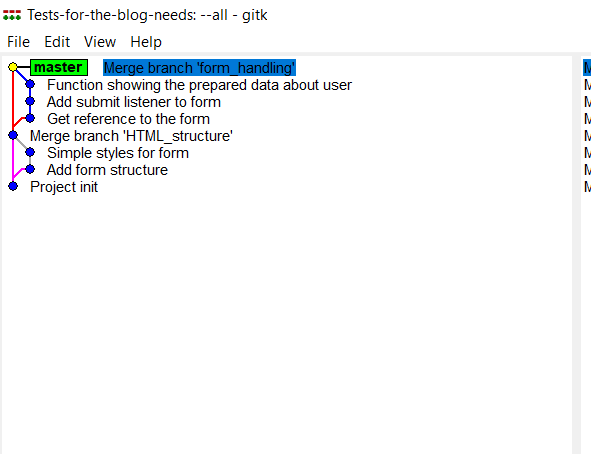 Tests-for-the-blog-needs: --all - gitk
File Edit View Help
master Merge branch 'form_handling'
Function showing the prepared data about user
Add submit listener to form
Get reference to the form
Merge branch 'HTML_structure'
Simple styles for form
Add form structure
Project init